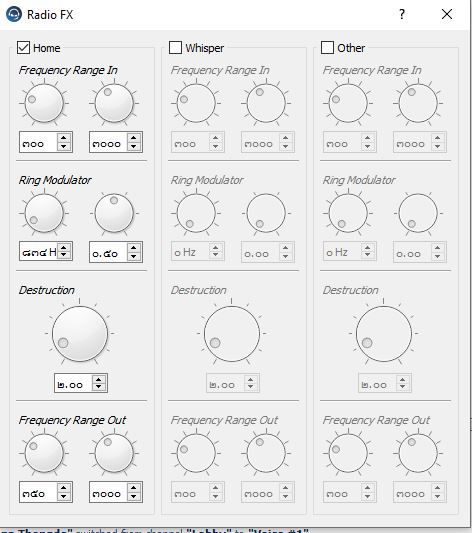 Radio FX
? ×
Home Whisper Other
Frequency Range In Frequency Range In Frequency Range In
๓๐๐ ๓๐๐๐ ๓๐๐ ๓๐๐๐ ๓๐๐ ๓๐๐๐
Ring Modulator Ring Modulator Ring Modulator
๘๓๔ H ๐.๕๐ ๐ Hz ๐.๐๐ ๐ Hz ๐.๐๐
Destruction Destruction Destruction
๒.๐๐ ๒.๐๐ ๒.๐๐
Frequency Range Out Frequency Range Out Frequency Range Out
๓๕๐ ๓๐๐๐ ๓๐๐ ๓๐๐๐ ๓๐๐ ๓๐๐๐
switched from channel "Lobby" to "Voice #1"